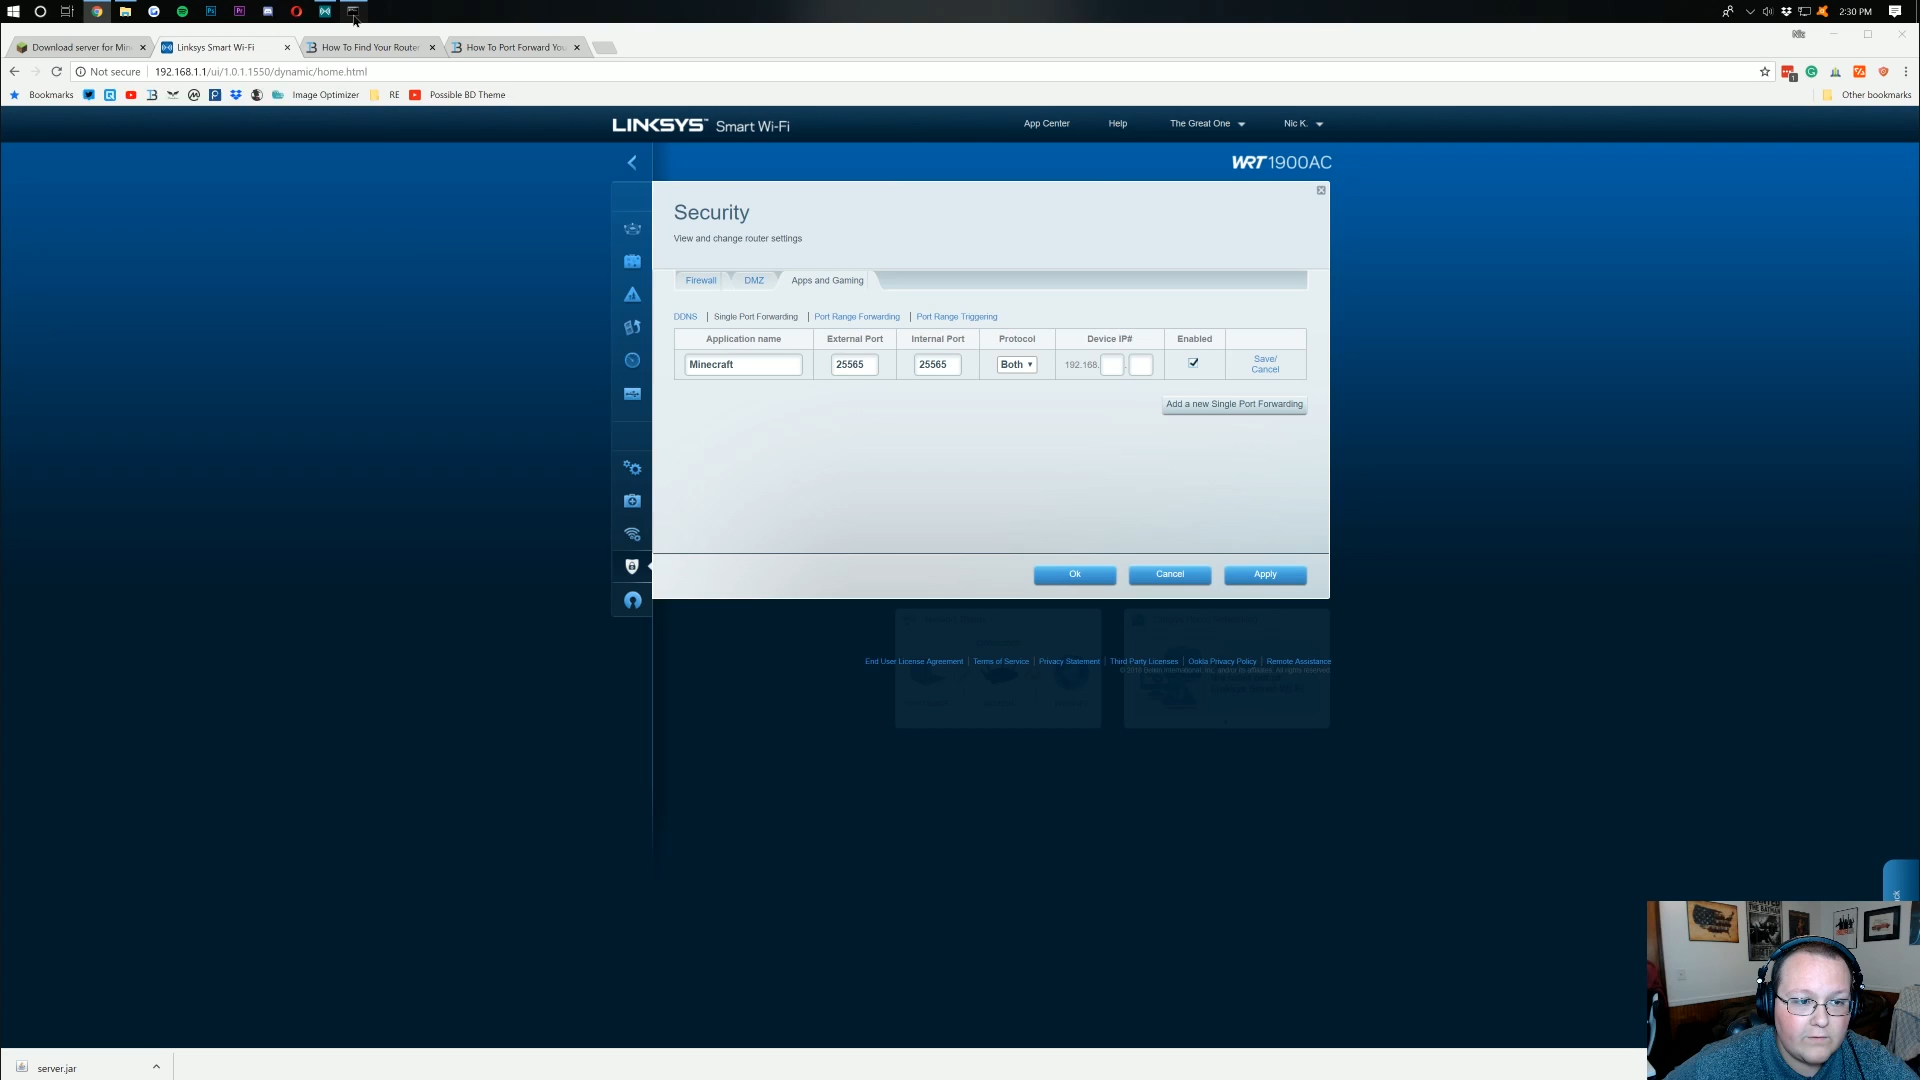 2:30 PM
Download server for Min
Linksys Smart Wi-Fi
How To Find Your Router
How To Port Forward You
Nic
Not secure
192.168.1.1/ui/1.0.1.1550/dynamic/home.html
Bookmarks
Image Optimizer
RE
Possible BD Theme
Other bookmarks
LINKSYS™ Smart Wi-Fi
App Center
Help
The Great One
Nic K.
WRT1900AC
Security
View and change router settings
Firewall
DMZ
Apps and Gaming
DDNS | Single Port Forwarding | Port Range Forwarding | Port Range Triggering
Application name
External Port
Internal Port
Protocol
Device IP#
Enabled
Minecraft
25565
25565
Both
192.168.
Save/
Cancel
Add a new Single Port Forwarding
Ok
Cancel
Apply
End User License Agreement | Terms of Service | Privacy Statement | Third Party Licenses | Ookla Privacy Policy | Remote Assistance
server.jar